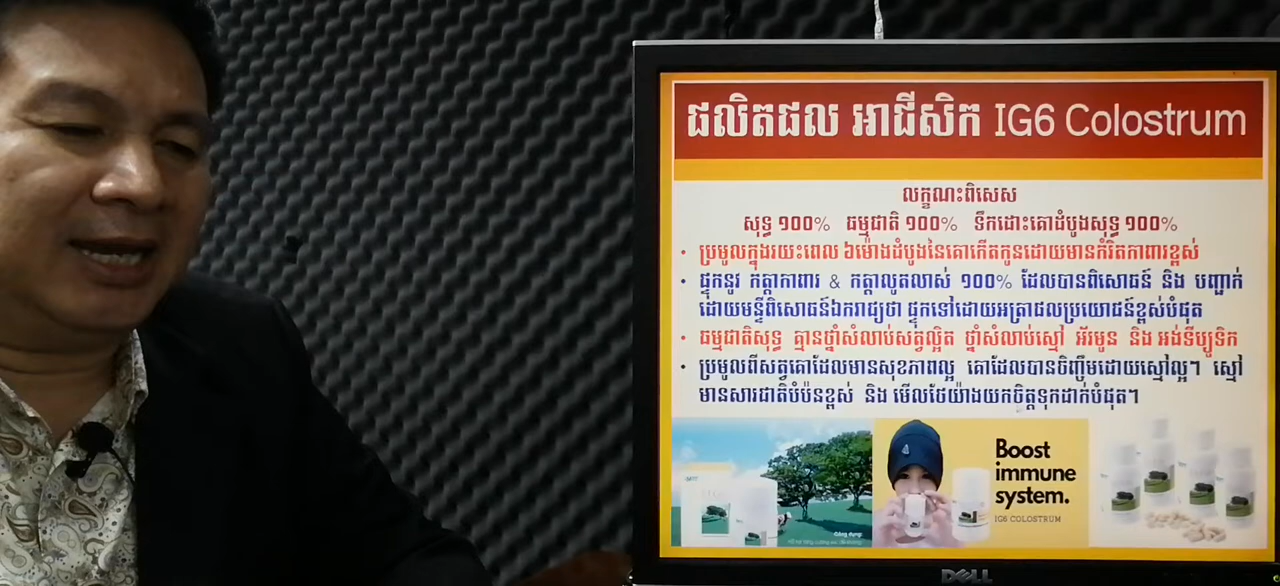 ផលិតផល អាជីសិក IG6 Colostrum
លក្ខណះពិសេស
សុទ្ធ ១០០% ធម្មជាតិ ១០០% ទឹកដោះគោដំបូងសុទ្ធ ១០០%
• ប្រមូលក្នុងរយះពេល ៦ម៉ោងដំបូងនៃគោកើតកូនដោយមានកំរិតកាពារខ្ពស់
• ផ្ទុកនូវ កត្តាកាពារ & កត្តាលូតលាស់ ១០០% ដែលបានពិសោធន៍ និង បញ្ជាក់
ដោយមន្ទីពិសោធន៍ឯករាជ្យថា ផ្ទុកទៅដោយអត្រាផលប្រយោជន៍ខ្ពស់បំផុត
• ធម្មជាតិសុទ្ធ គ្មានថ្នាំសំលាប់សត្វល្អិត ថ្នាំសំលាប់ស្មៅ អ័រមូន និង អង់ទីប្យូទិក
• ប្រមូលពីសត្វគោដែលមានសុខភាពល្អ គោដែលបានចិញ្ចឹមដោយស្មៅល្អៗ ស្មៅ
មានសារជាតិបំប៉នខ្ពស់ និង មើលថែយ៉ាងយកចិត្តទុកដាក់បំផុត។
Boost
immune
system.
IG6 COLOSTRUM
Công dụng:
DELL